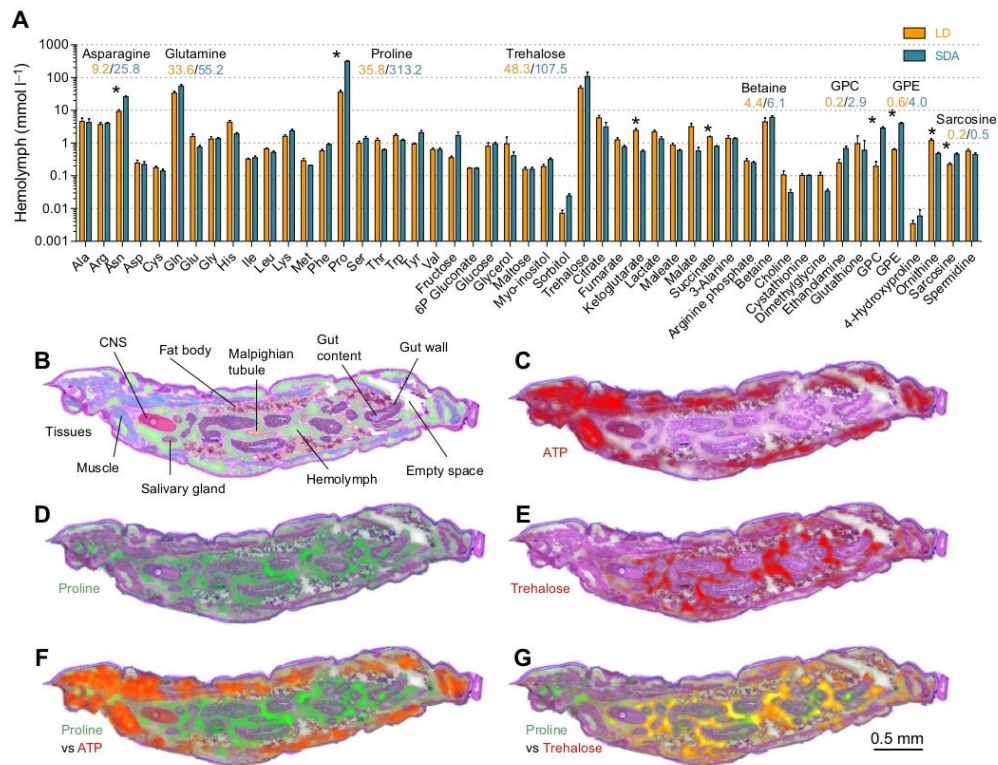 A
Hemolymph (mmol l⁻¹)
1000
100
10
1
0.1
0.01
0.001
LD
SDA
Asparagine
9.2/25.8
Glutamine
33.6/55.2
Proline
35.8/313.2
Trehalose
48.3/107.5
Betaine
4.4/6.1
GPC
0.2/2.9
GPE
0.6/4.0
Sarcosine
0.2/0.5
* * * * * * * *
Ala
Arg
Asn
Asp
Cys
Gln
Glu
Gly
His
Ile
Leu
Lys
Met
Phe
Pro
Ser
Thr
Trp
Tyr
Val
Fructose
6P Gluconate
Glucose
Glycerol
Maltose
Myo-inositol
Sorbitol
Trehalose
Citrate
Fumarate
Ketoglutarate
Lactate
Maleate
Malate
Succinate
3-Alanine
Arginine phosphate
Betaine
Choline
Cystathionine
Dimethylglycine
Ethanolamine
Glutathione
GPC
GPE
4-Hydroxyproline
Ornithine
Sarcosine
Spermidine
B
CNS
Fat body
Malpighian
tubule
Gut
content
Gut wall
Tissues
Muscle
Salivary gland
Hemolymph
Empty space
C
ATP
D
Proline
E
Trehalose
F
Proline
vs ATP
G
Proline
vs Trehalose
0.5 mm